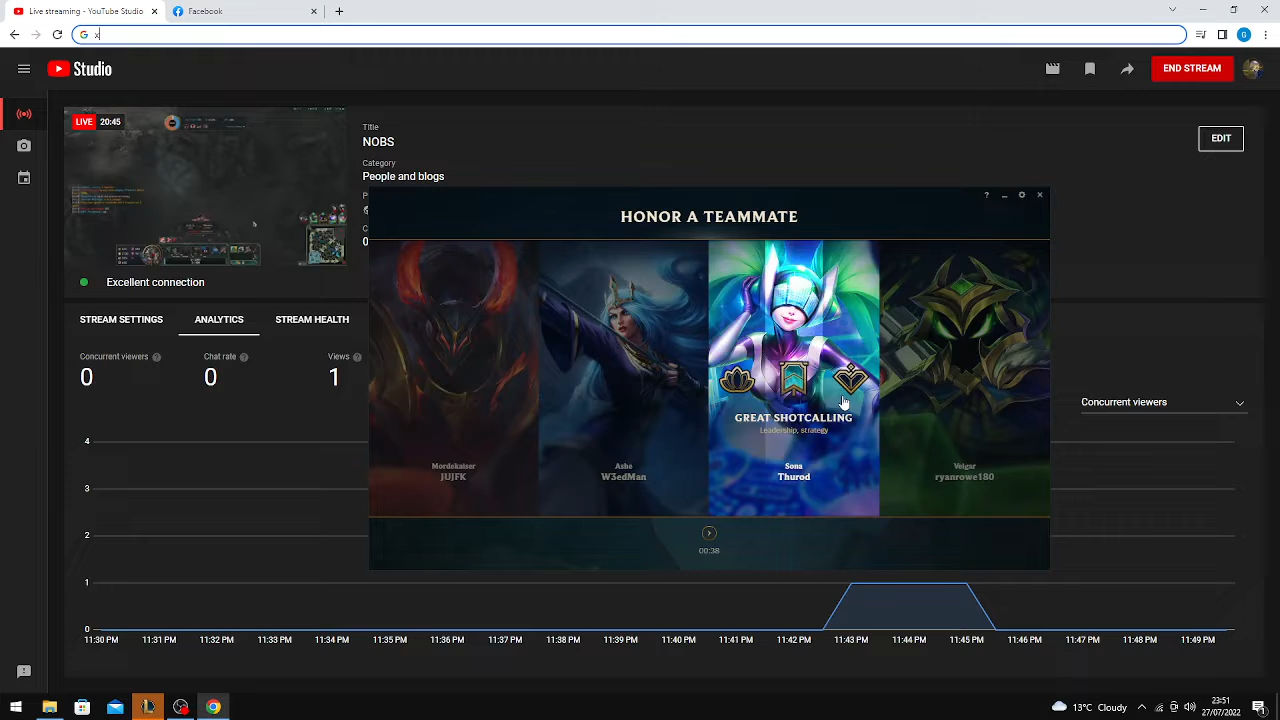 Live streaming - YouTube Studio
Facebook
x
G
Studio
END STREAM
LIVE 20:45
Title
NOBS
EDIT
Category
People and blogs
Excellent connection
HONOR A TEAMMATE
STREAM SETTINGS ANALYTICS STREAM HEALTH
Concurrent viewers
Chat rate
Views
0
0
1
Concurrent viewers
GREAT SHOTCALLING
Leadership, strategy
Mordekaiser
JUJFK
Ashe
W3edMan
Sona
Thurod
Veigar
ryanrowe180
00:38
4
3
2
1
0
11:30 PM 11:31 PM 11:32 PM 11:33 PM 11:34 PM 11:35 PM 11:36 PM 11:37 PM 11:38 PM 11:39 PM 11:40 PM 11:41 PM 11:42 PM 11:43 PM 11:44 PM 11:45 PM 11:46 PM 11:47 PM 11:48 PM 11:49 PM
13°C Cloudy
23:51
27/07/2022